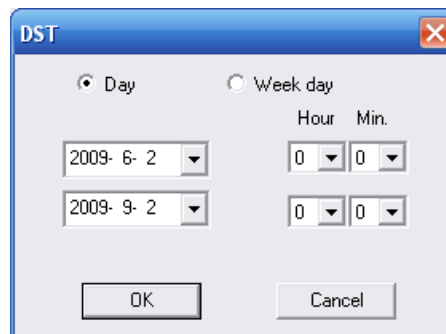 DST
Day Week day
Hour Min.
2009- 6- 2 0 0
2009- 9- 2 0 0
OK Cancel